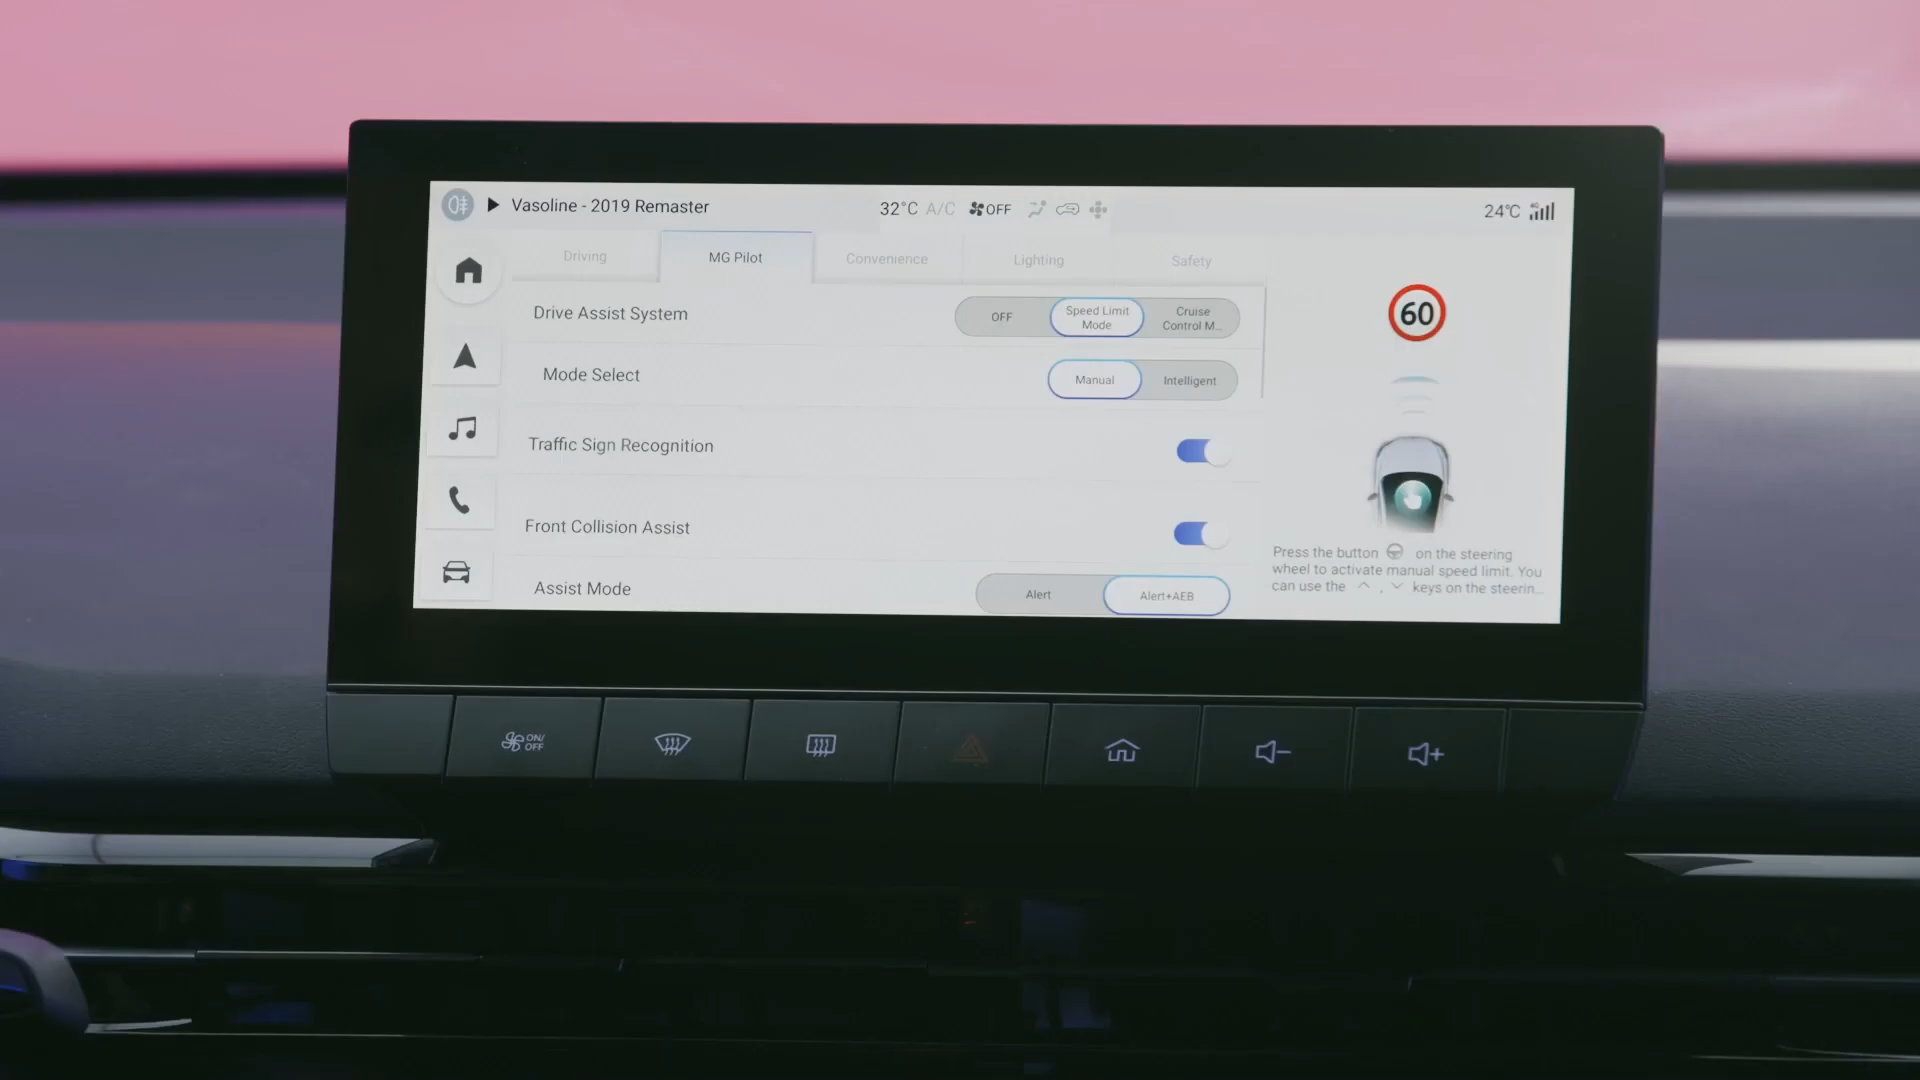 Vasoline - 2019 Remaster
32°C A/C OFF
24°C 4G
Driving
MG Pilot
Convenience
Lighting
Safety
Drive Assist System
OFF
Speed Limit
Mode
Cruise
Control M...
60
Mode Select
Manual
Intelligent
Traffic Sign Recognition
Front Collision Assist
Assist Mode
Alert
Alert+AEB
Press the button on the steering
wheel to activate manual speed limit. You
can use the , keys on the steerin...
ON/
OFF